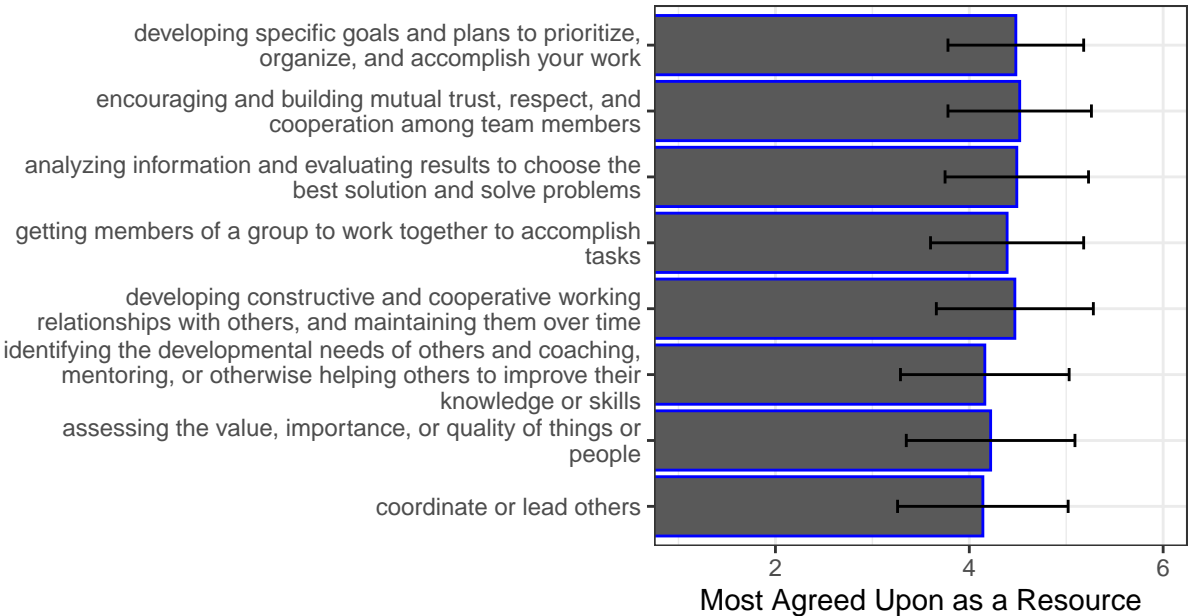 developing specific goals and plans to prioritize,
organize, and accomplish your work
encouraging and building mutual trust, respect, and
cooperation among team members
analyzing information and evaluating results to choose the
best solution and solve problems
getting members of a group to work together to accomplish
tasks
developing constructive and cooperative working
relationships with others, and maintaining them over time
identifying the developmental needs of others and coaching,
mentoring, or otherwise helping others to improve their
knowledge or skills
assessing the value, importance, or quality of things or
people
coordinate or lead others
2 4 6
Most Agreed Upon as a Resource